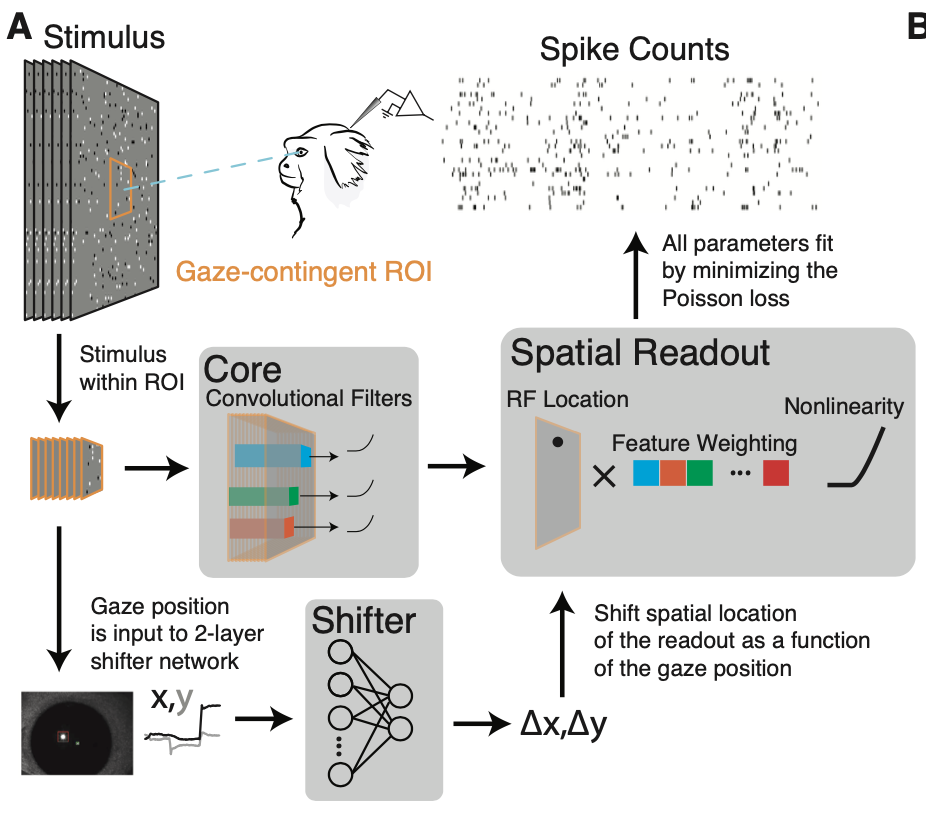 A
Stimulus
Spike Counts
B
Gaze-contingent ROI
All parameters fit
by minimizing the
Poisson loss
Stimulus
within ROI
Core
Convolutional Filters
Spatial Readout
RF Location
Nonlinearity
Feature Weighting
×
...
Gaze position
is input to 2-layer
shifter network
Shifter
Shift spatial location
of the readout as a function
of the gaze position
x,y
Δx,Δy